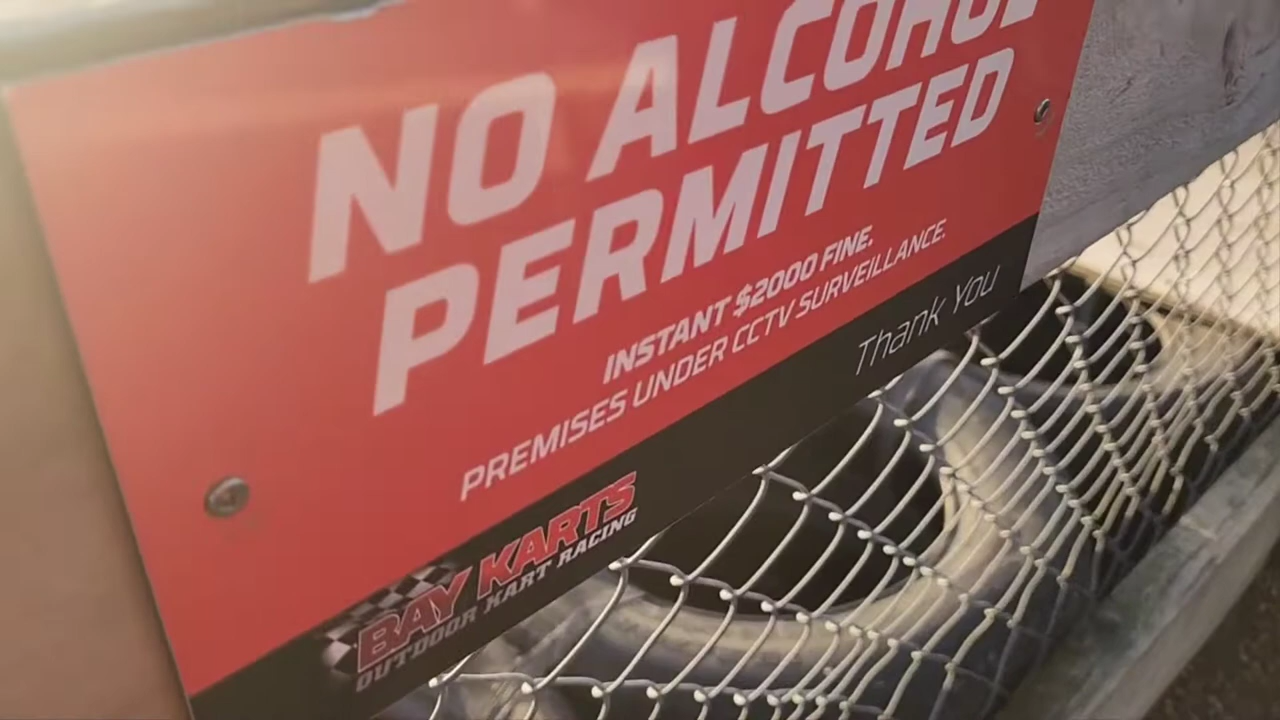 NO ALCOHOL
PERMITTED
INSTANT $2000 FINE.
PREMISES UNDER CCTV SURVEILLANCE.
Thank You
BAY KARTS
OUTDOOR KART RACING